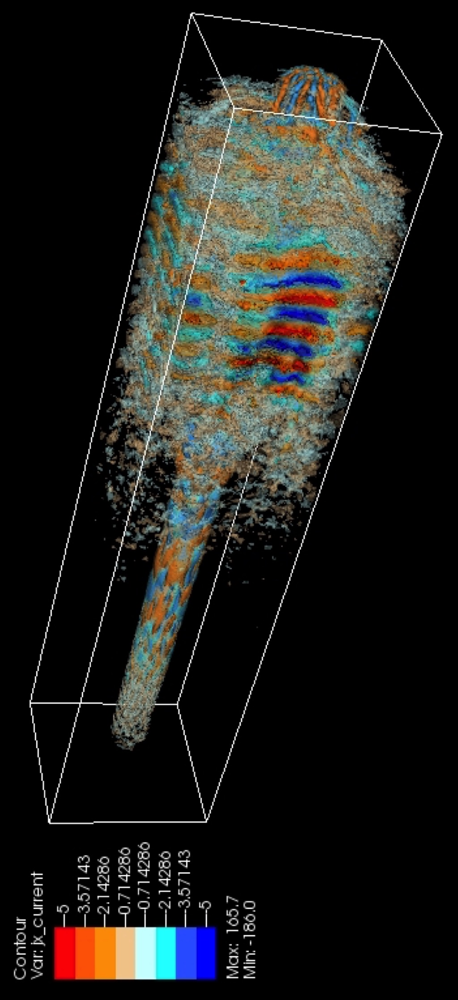 Contour
Var: jx_current
5
3.57143
2.14286
0.714286
-0.714286
-2.14286
-3.57143
-5
Max: 165.7
Min: -186.0